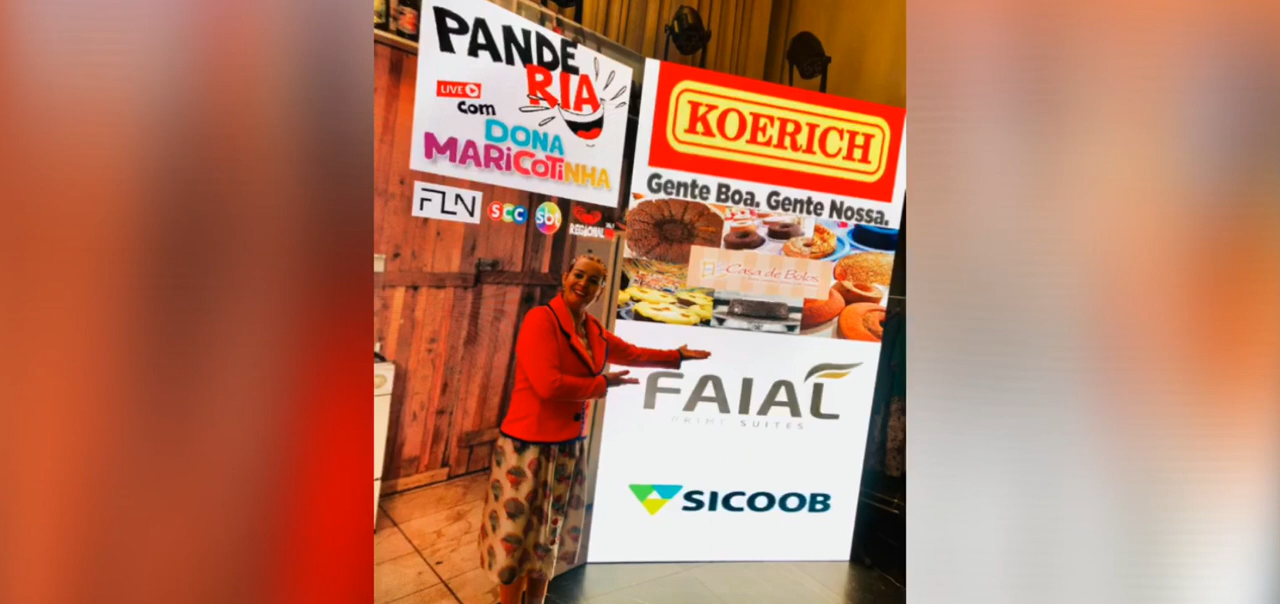 PANDE
RIA
LIVE
com
DONA
MARiCOTiNHA
FLN
SCC
sbt
REGIONAL
KOERICH
Gente Boa. Gente Nossa.
Casa de Bolos
FAIAL
PRIME SUITES
SICOOB